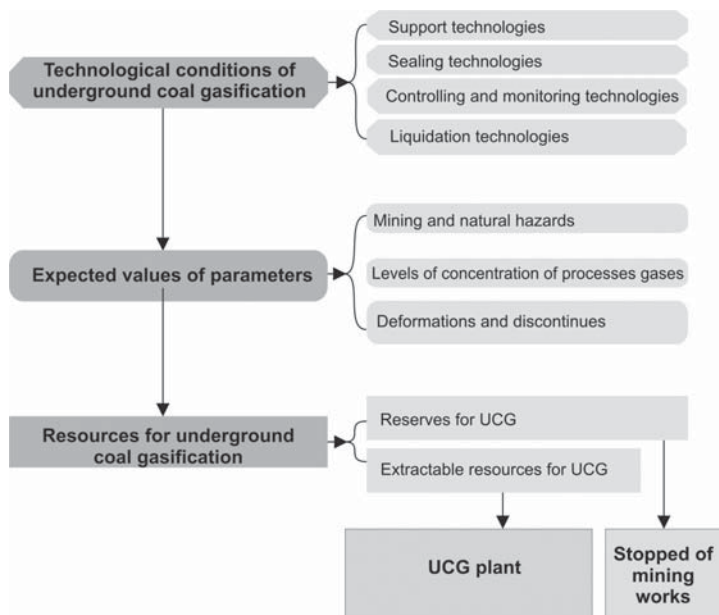 Support technologies
Technological conditions of
underground coal gasification
Sealing technologies
Controlling and monitoring technologies
Liquidation technologies
Mining and natural hazards
Expected values of parameters
Levels of concentration of processes gases
Deformations and discontinues
Resources for underground
coal gasification
Reserves for UCG
Extractable resources for UCG
UCG plant
Stopped of
mining
works